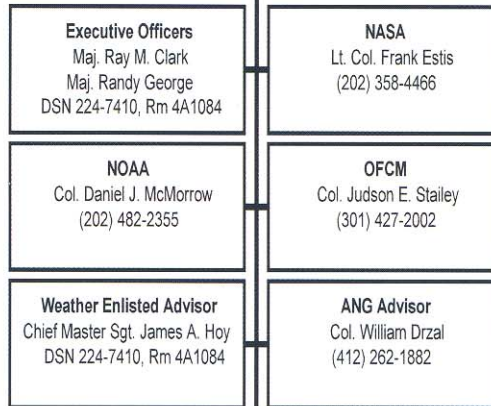 Executive Officers
Maj. Ray M. Clark
Maj. Randy George
DSN 224-7410, Rm 4A1084
NASA
Lt. Col. Frank Estis
(202) 358-4466
NOAA
Col. Daniel J. McMorrow
(202) 482-2355
OFCM
Col. Judson E. Stailey
(301) 427-2002
Weather Enlisted Advisor
Chief Master Sgt. James A. Hoy
DSN 224-7410, Rm 4A1084
ANG Advisor
Col. William Drzal
(412) 262-1882